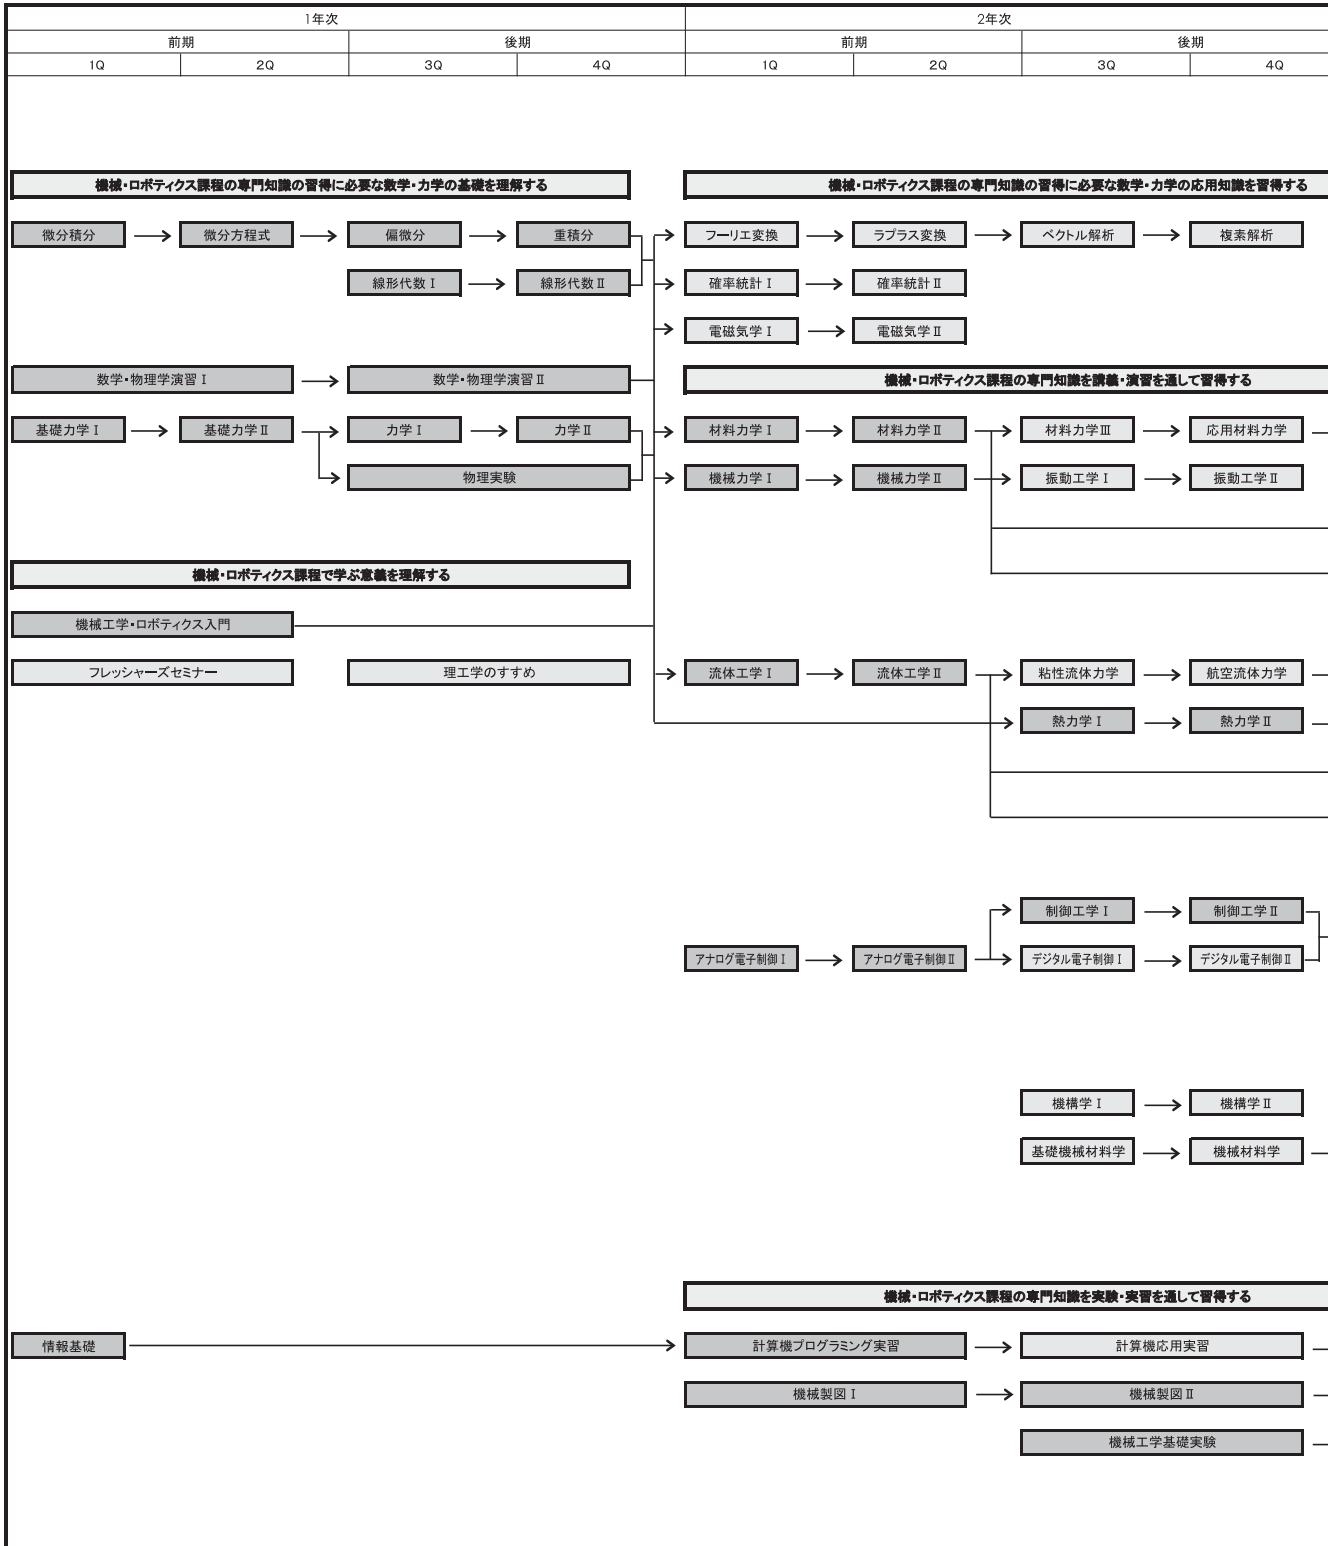 1年次 2年次
前期 後期 前期 後期
1Q 2Q 3Q 4Q 1Q 2Q 3Q 4Q
機械・ロボティクス課程の専門知識の習得に必要な数学・力学の基礎を理解する 機械・ロボティクス課程の専門知識の習得に必要な数学・力学の応用知識を習得する
微分積分 微分方程式 偏微分 重積分 フーリエ変換 ラプラス変換 ベクトル解析 複素解析
線形代数Ⅰ 線形代数Ⅱ 確率統計Ⅰ 確率統計Ⅱ
電磁気学Ⅰ 電磁気学Ⅱ
数学・物理学演習Ⅰ 数学・物理学演習Ⅱ 機械・ロボティクス課程の専門知識を講義・演習を通して習得する
基礎力学Ⅰ 基礎力学Ⅱ 力学Ⅰ 力学Ⅱ 材料力学Ⅰ 材料力学Ⅱ 材料力学Ⅲ 応用材料力学
物理実験 機械力学Ⅰ 機械力学Ⅱ 振動工学Ⅰ 振動工学Ⅱ
機械・ロボティクス課程で学ぶ意義を理解する
機械工学・ロボティクス入門
フレッシャーズセミナー 理工学のすすめ 流体工学Ⅰ 流体工学Ⅱ 粘性流体力学 航空流体力学
熱力学Ⅰ 熱力学Ⅱ
制御工学Ⅰ 制御工学Ⅱ
アナログ電子制御Ⅰ アナログ電子制御Ⅱ デジタル電子制御Ⅰ デジタル電子制御Ⅱ
機構学Ⅰ 機構学Ⅱ
基礎機械材料学 機械材料学
機械・ロボティクス課程の専門知識を実験・実習を通して習得する
情報基礎 計算機プログラミング実習 計算機応用実習
機械製図Ⅰ 機械製図Ⅱ
機械工学基礎実験